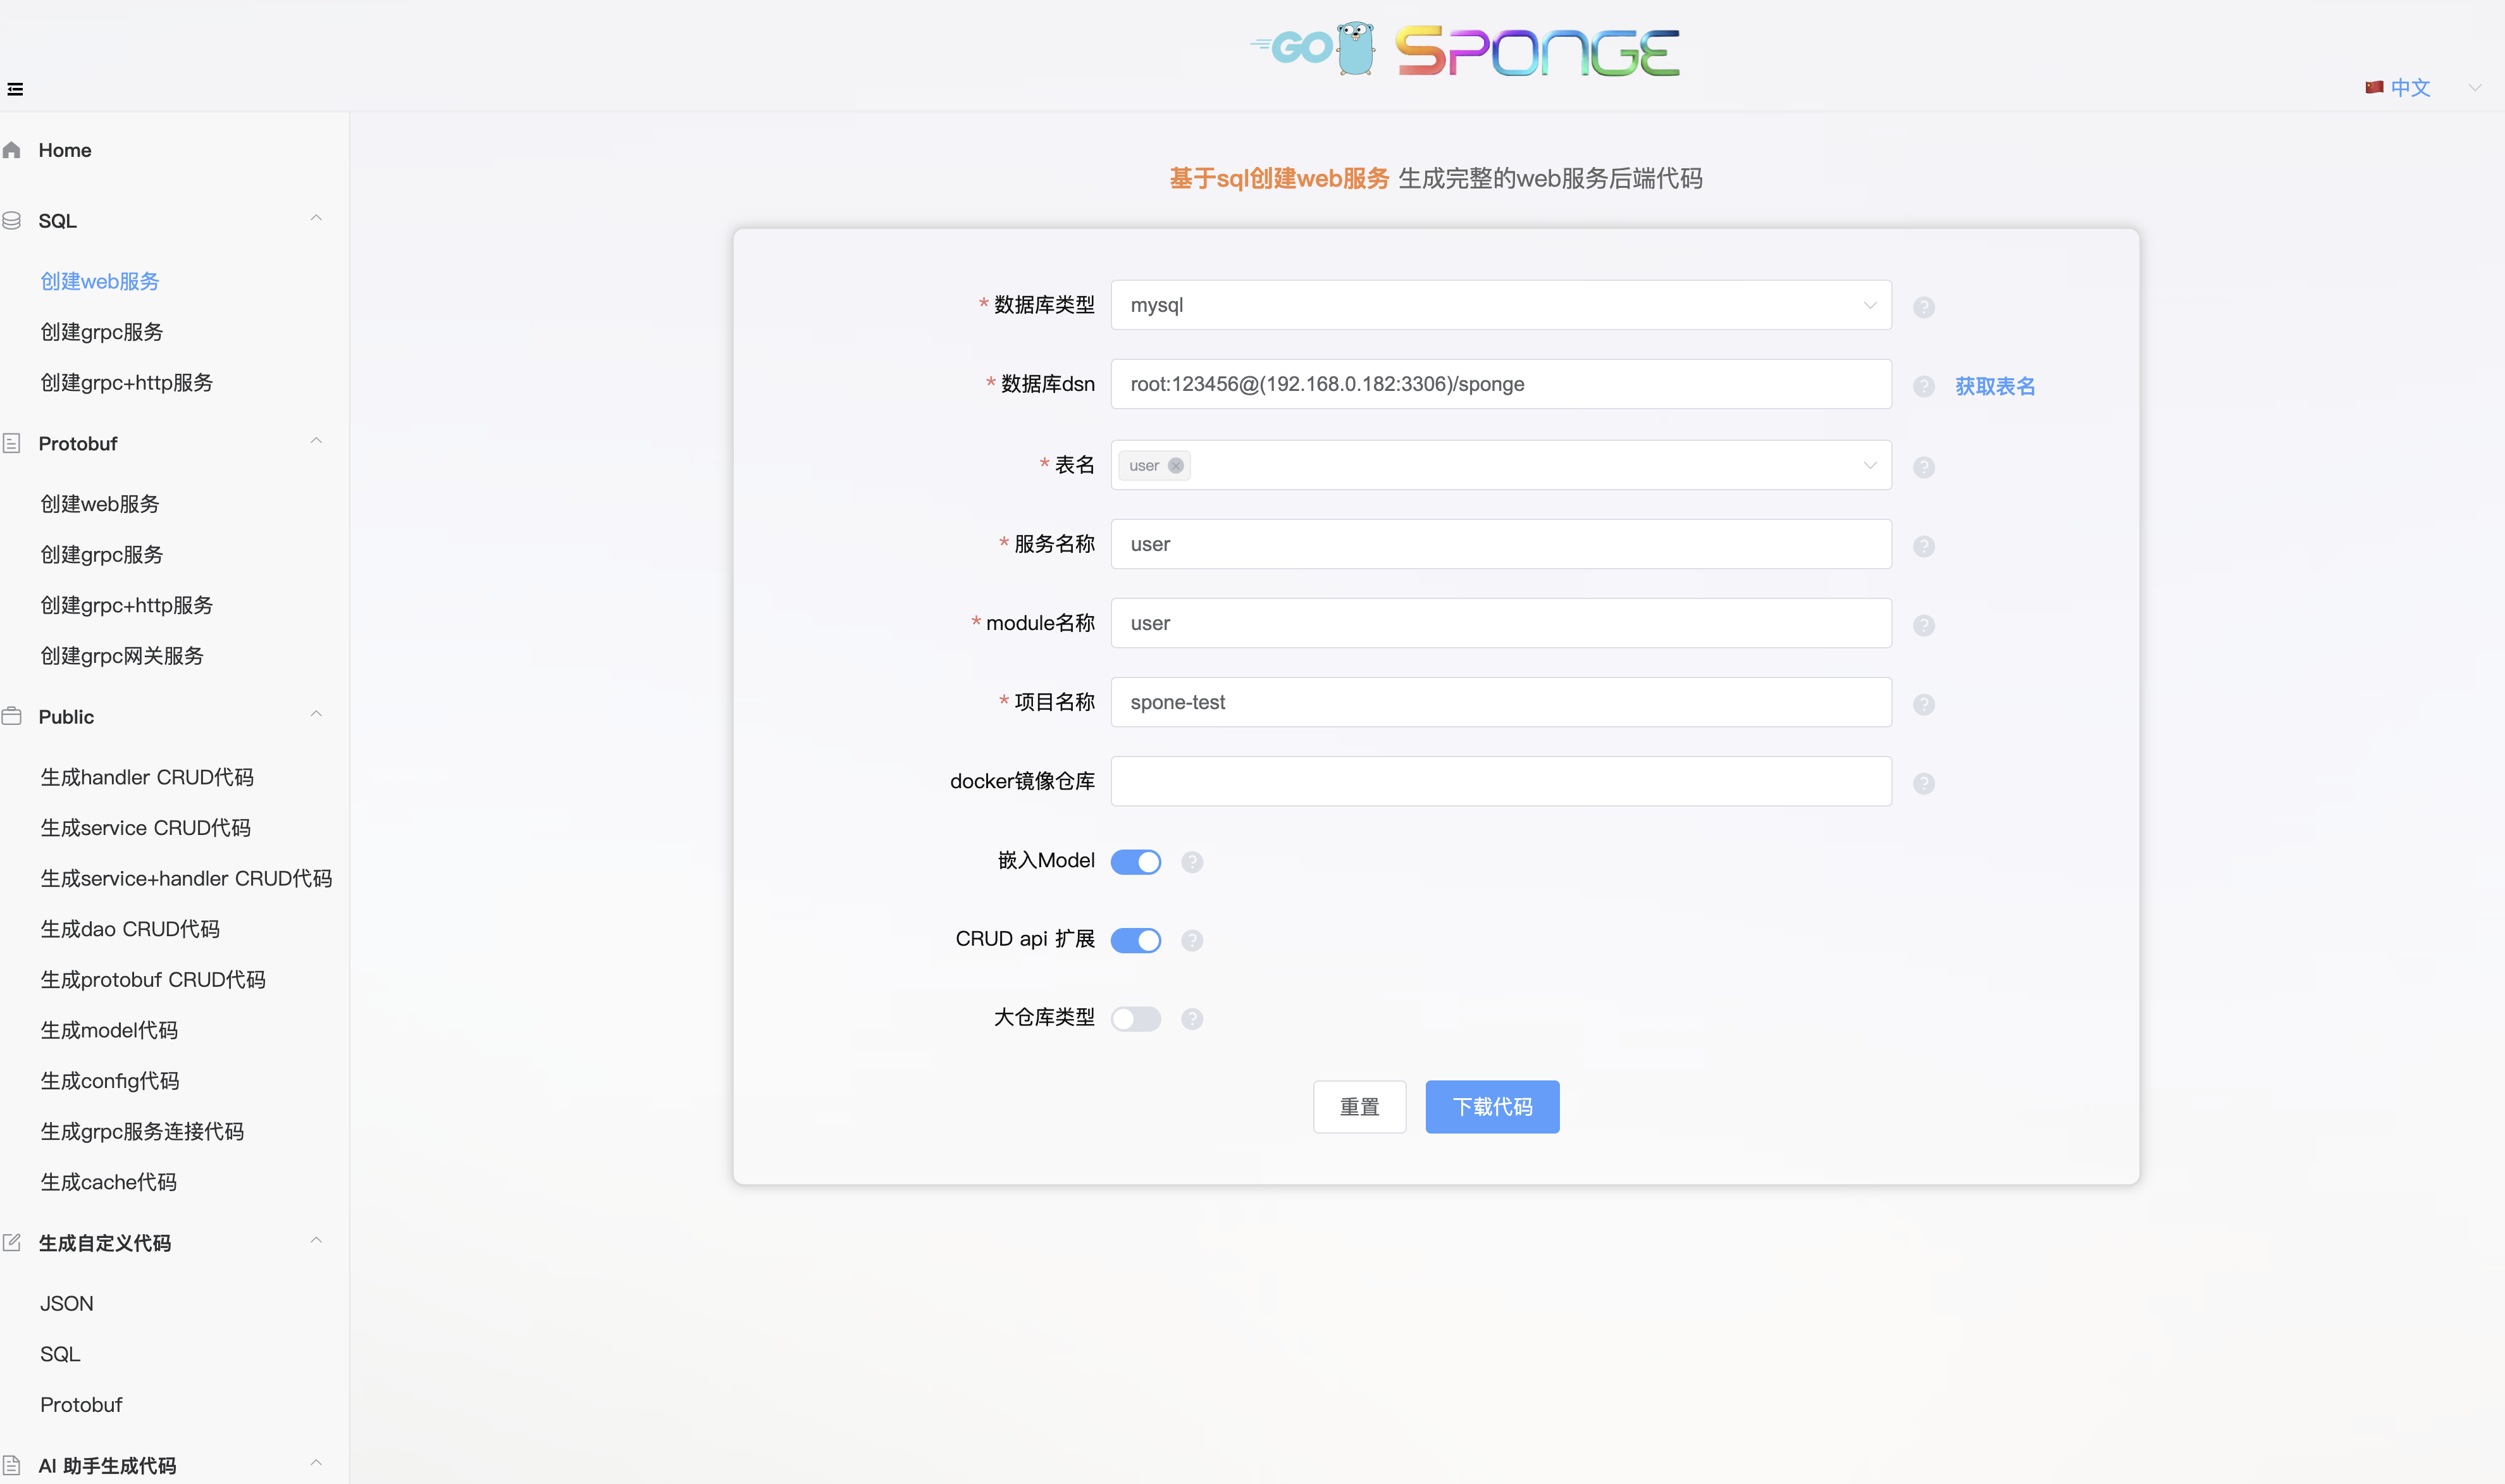 GO SPONGE
中文
Home
SQL
创建web服务
创建grpc服务
创建grpc+http服务
Protobuf
创建web服务
创建grpc服务
创建grpc+http服务
创建grpc网关服务
Public
生成handler CRUD代码
生成service CRUD代码
生成service+handler CRUD代码
生成dao CRUD代码
生成protobuf CRUD代码
生成model代码
生成config代码
生成grpc服务连接代码
生成cache代码
生成自定义代码
JSON
SQL
Protobuf
AI 助手生成代码
基于sql创建web服务 生成完整的web服务后端代码
* 数据库类型 mysql ?
* 数据库dsn root:123456@(192.168.0.182:3306)/sponge ? 获取表名
* 表名 user ?
* 服务名称 user ?
* module名称 user ?
* 项目名称 spone-test ?
docker镜像仓库 ?
嵌入Model ?
CRUD api 扩展 ?
大仓库类型 ?
重置 下载代码